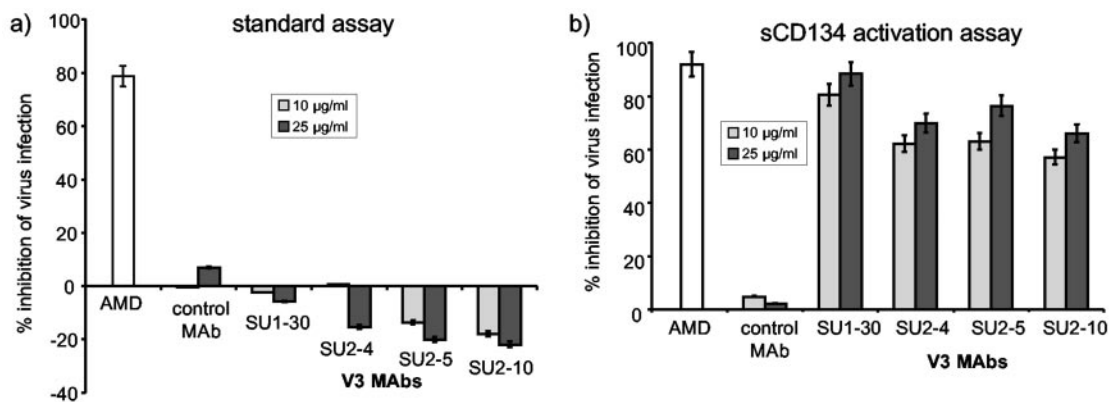 a)
standard assay
% inhibition of virus infection
100
80
60
40
20
0
-20
-40
10 µg/ml
25 µg/ml
AMD
control
MAb
SU1-30
SU2-4
SU2-5
SU2-10
V3 MAbs
b)
sCD134 activation assay
% inhibition of virus infection
100
80
60
40
20
0
10 µg/ml
25 µg/ml
AMD
control
MAb
SU1-30
SU2-4
SU2-5
SU2-10
V3 MAbs